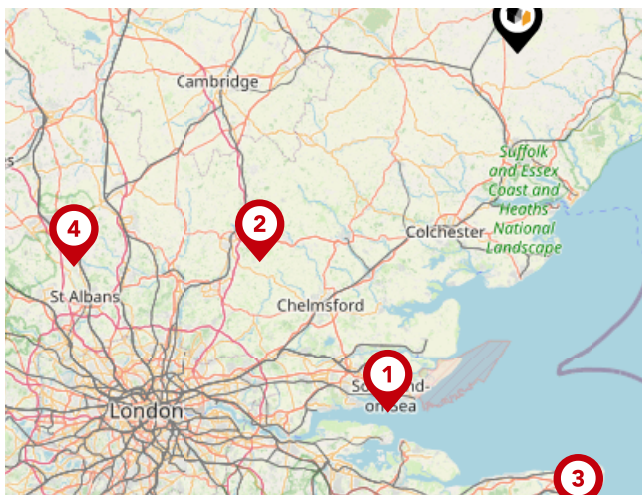 Cambridge
Suffolk
and Essex
Coast and
Heaths
National
Landscape
2
4
Colchester
St Albans
Chelmsford
1
on-Sea
London
3